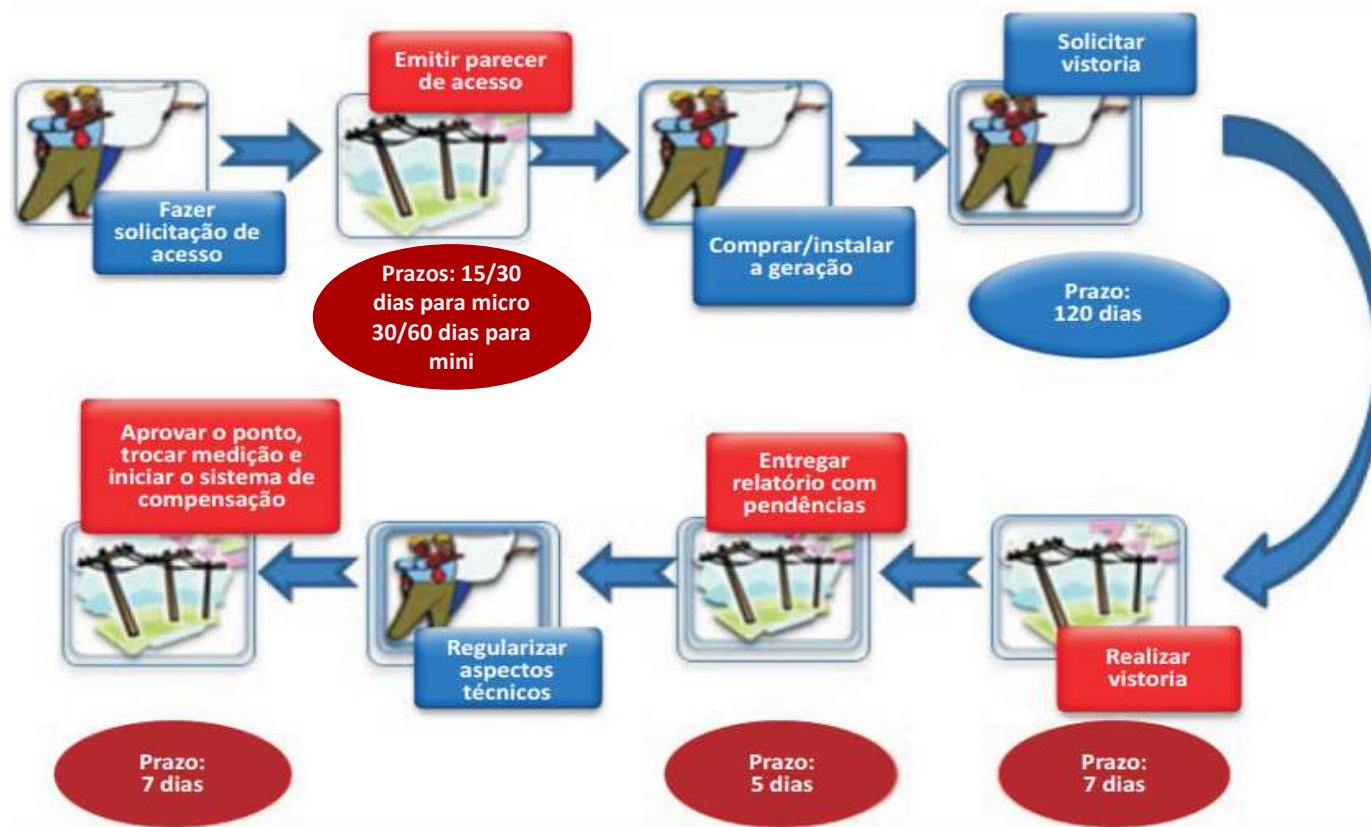 Fazer
solicitação de
acesso
Emitir parecer
de acesso
Prazos: 15/30
dias para micro
30/60 dias para
mini
Comprar/instalar
a geração
Solicitar
vistoria
Prazo:
120 dias
Realizar
vistoria
Prazo:
7 dias
Entregar
relatório com
pendências
Prazo:
5 dias
Regularizar
aspectos
técnicos
Aprovar o ponto,
trocar medição e
iniciar o sistema de
compensação
Prazo:
7 dias